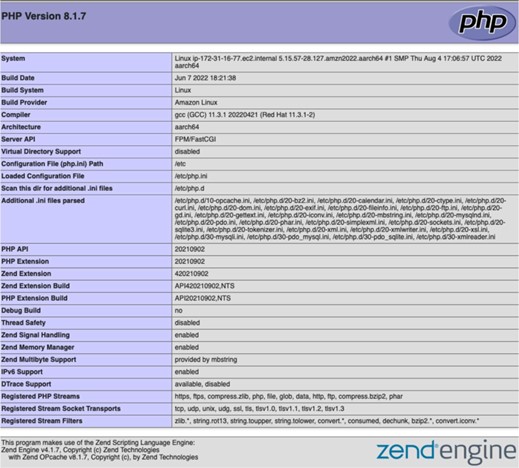 PHP Version 8.1.7
php
System Linux ip-172-31-16-77.ec2.internal 5.15.57-28.127.amzn2022.aarch64 #1 SMP Thu Aug 4 17:06:57 UTC 2022
aarch64
Build Date Jun 7 2022 18:21:38
Build System Linux
Build Provider Amazon Linux
Compiler gcc (GCC) 11.3.1 20220421 (Red Hat 11.3.1-2)
Architecture aarch64
Server API FPM/FastCGI
Virtual Directory Support disabled
Configuration File (php.ini) Path /etc
Loaded Configuration File /etc/php.ini
Scan this dir for additional .ini files /etc/php.d
Additional .ini files parsed /etc/php.d/10-opcache.ini, /etc/php.d/20-bz2.ini, /etc/php.d/20-calendar.ini, /etc/php.d/20-ctype.ini, /etc/php.d/20-
curl.ini, /etc/php.d/20-dom.ini, /etc/php.d/20-exif.ini, /etc/php.d/20-fileinfo.ini, /etc/php.d/20-ftp.ini, /etc/php.d/20-
gd.ini, /etc/php.d/20-gettext.ini, /etc/php.d/20-iconv.ini, /etc/php.d/20-mbstring.ini, /etc/php.d/20-mysqlnd.ini,
/etc/php.d/20-pdo.ini, /etc/php.d/20-phar.ini, /etc/php.d/20-simplexml.ini, /etc/php.d/20-sockets.ini, /etc/php.d/20-
sqlite3.ini, /etc/php.d/20-tokenizer.ini, /etc/php.d/20-xml.ini, /etc/php.d/20-xmlwriter.ini, /etc/php.d/20-xsl.ini,
/etc/php.d/30-mysqli.ini, /etc/php.d/30-pdo_mysql.ini, /etc/php.d/30-pdo_sqlite.ini, /etc/php.d/30-xmlreader.ini
PHP API 20210902
PHP Extension 20210902
Zend Extension 420210902
Zend Extension Build API420210902,NTS
PHP Extension Build API20210902,NTS
Debug Build no
Thread Safety disabled
Zend Signal Handling enabled
Zend Memory Manager enabled
Zend Multibyte Support provided by mbstring
IPv6 Support enabled
DTrace Support available, disabled
Registered PHP Streams https, ftps, compress.zlib, php, file, glob, data, http, ftp, compress.bzip2, phar
Registered Stream Socket Transports tcp, udp, unix, udg, ssl, tls, tlsv1.0, tlsv1.1, tlsv1.2, tlsv1.3
Registered Stream Filters zlib.*, string.rot13, string.toupper, string.tolower, convert.*, consumed, dechunk, bzip2.*, convert.iconv.*
This program makes use of the Zend Scripting Language Engine:
Zend Engine v4.1.7, Copyright (c) Zend Technologies
with Zend OPcache v8.1.7, Copyright (c), by Zend Technologies
zend engine